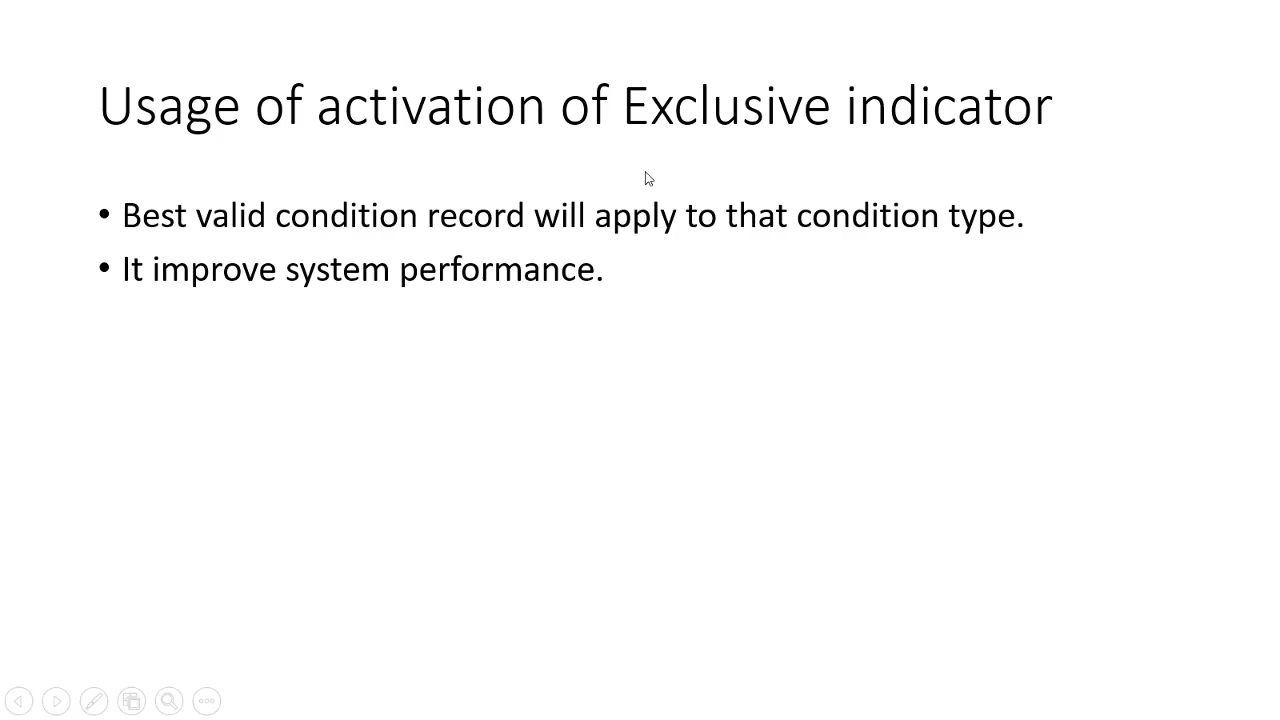 Usage of activation of Exclusive indicator
• Best valid condition record will apply to that condition type.
• It improve system performance.